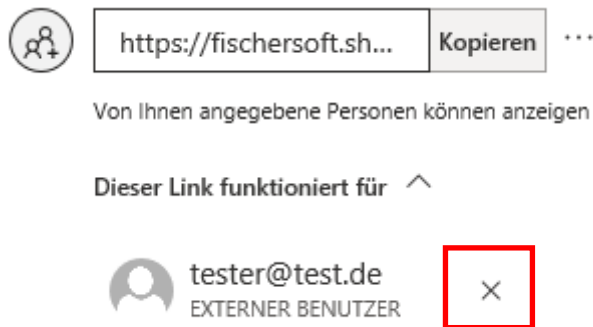 https://fischersoft.sh... Kopieren ...
Von Ihnen angegebene Personen können anzeigen
Dieser Link funktioniert für
tester@test.de
EXTERNER BENUTZER